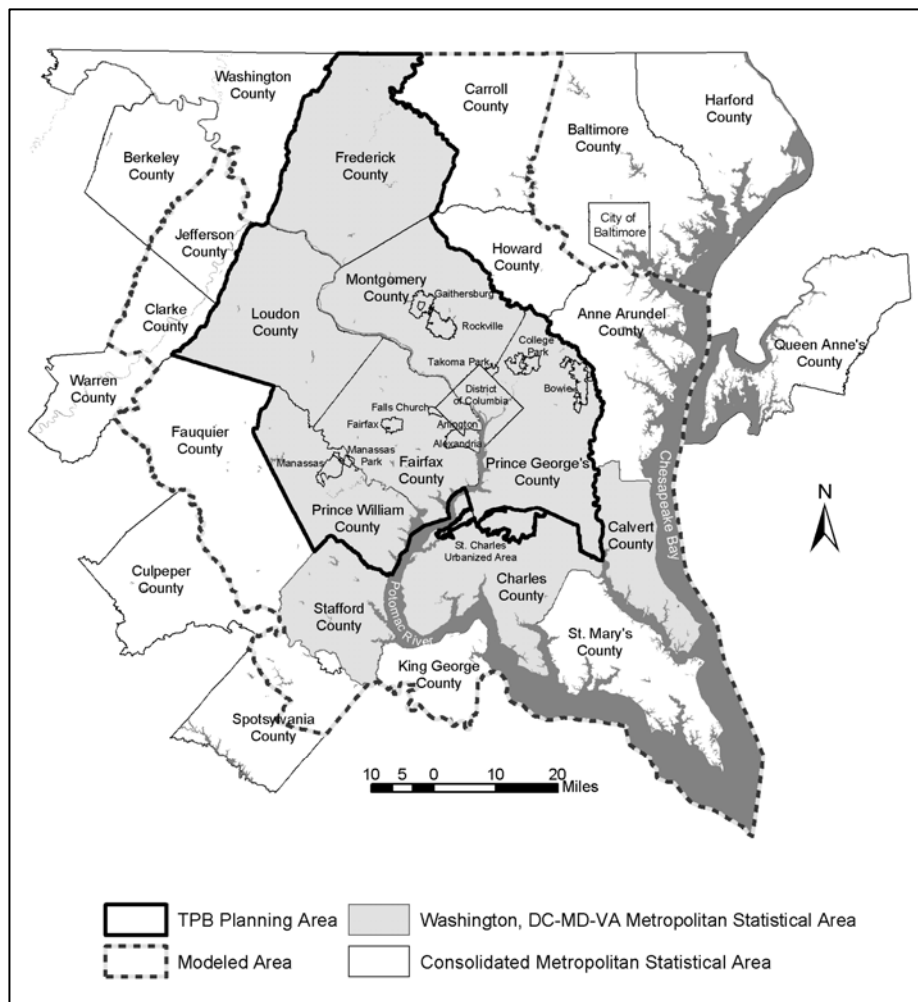 Washington
County
Carroll
County
Harford
County
Baltimore
County
Berkeley
County
Frederick
County
City of
Baltimore
Jefferson
County
Howard
County
Montgomery
County
Gaithersburg
Rockville
Clarke
County
Loudon
County
Anne Arundel
County
Queen Anne's
County
College
Park
Takoma Park
Warren
County
District
of Columbia
Bowie
Falls Church
Fairfax
Arlington
Alexandria
Fauquier
County
Manassas
Park
Manassas
Fairfax
County
Prince George's
County
Chesapeake Bay
N
Prince William
County
Calvert
County
St. Charles
Urbanized Area
Culpeper
County
Charles
County
Stafford
County
Potomac River
St. Mary's
County
King George
County
Spotsylvania
County
10 5 0 10 20
Miles
TPB Planning Area
Washington, DC-MD-VA Metropolitan Statistical Area
Modeled Area
Consolidated Metropolitan Statistical Area